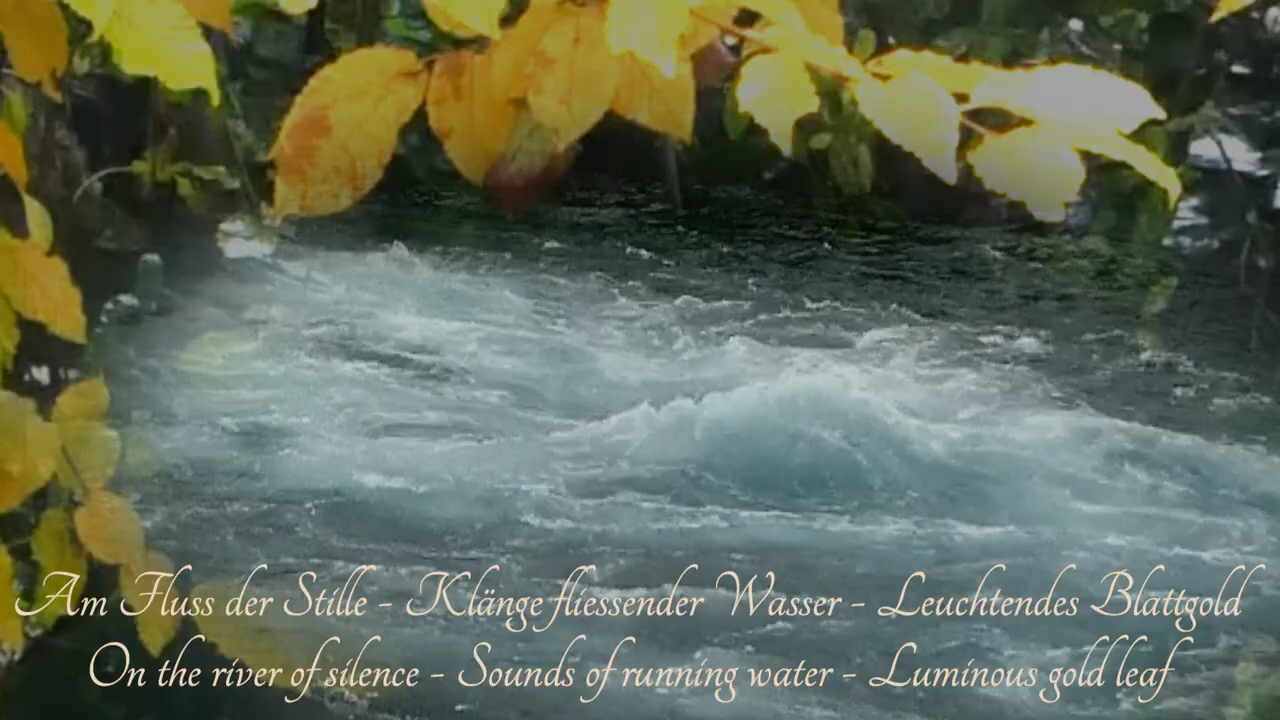 Am Fluss der Stille - Klänge fliessender Wasser - Leuchtendes Blattgold
On the river of silence - Sounds of running water - Luminous gold leaf